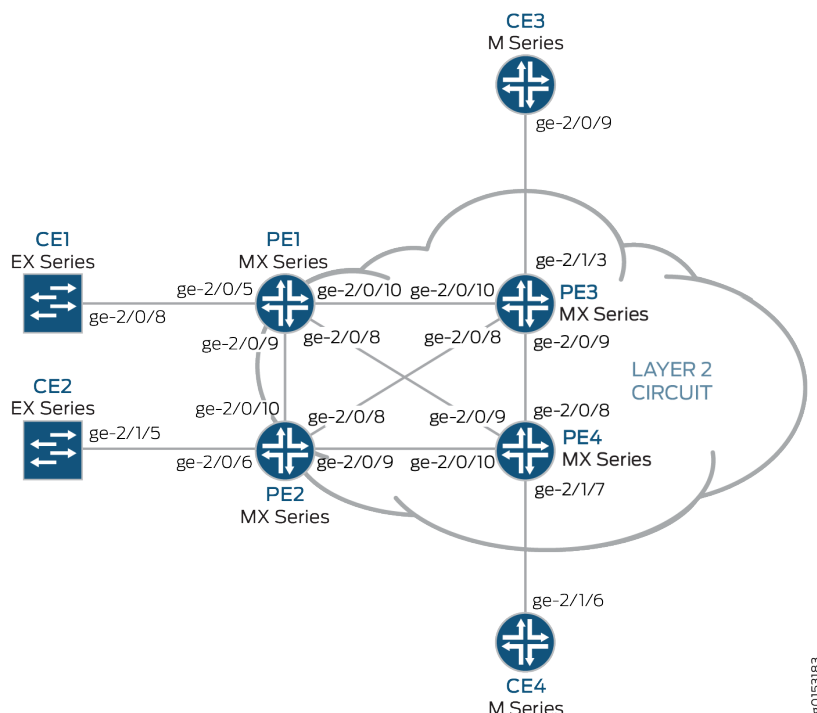 CE3
M Series
ge-2/0/9
CE1
EX Series
PE1
MX Series
ge-2/1/3
ge-2/0/5
ge-2/0/10
ge-2/0/10
PE3
MX Series
ge-2/0/8
ge-2/0/9
ge-2/0/8
ge-2/0/8
ge-2/0/9
LAYER 2
CIRCUIT
CE2
EX Series
ge-2/0/10
ge-2/0/8
ge-2/0/9
ge-2/0/8
ge-2/1/5
PE4
MX Series
ge-2/0/6
ge-2/0/9
ge-2/0/10
ge-2/1/7
PE2
MX Series
ge-2/1/6
CE4
M Series
g0153183